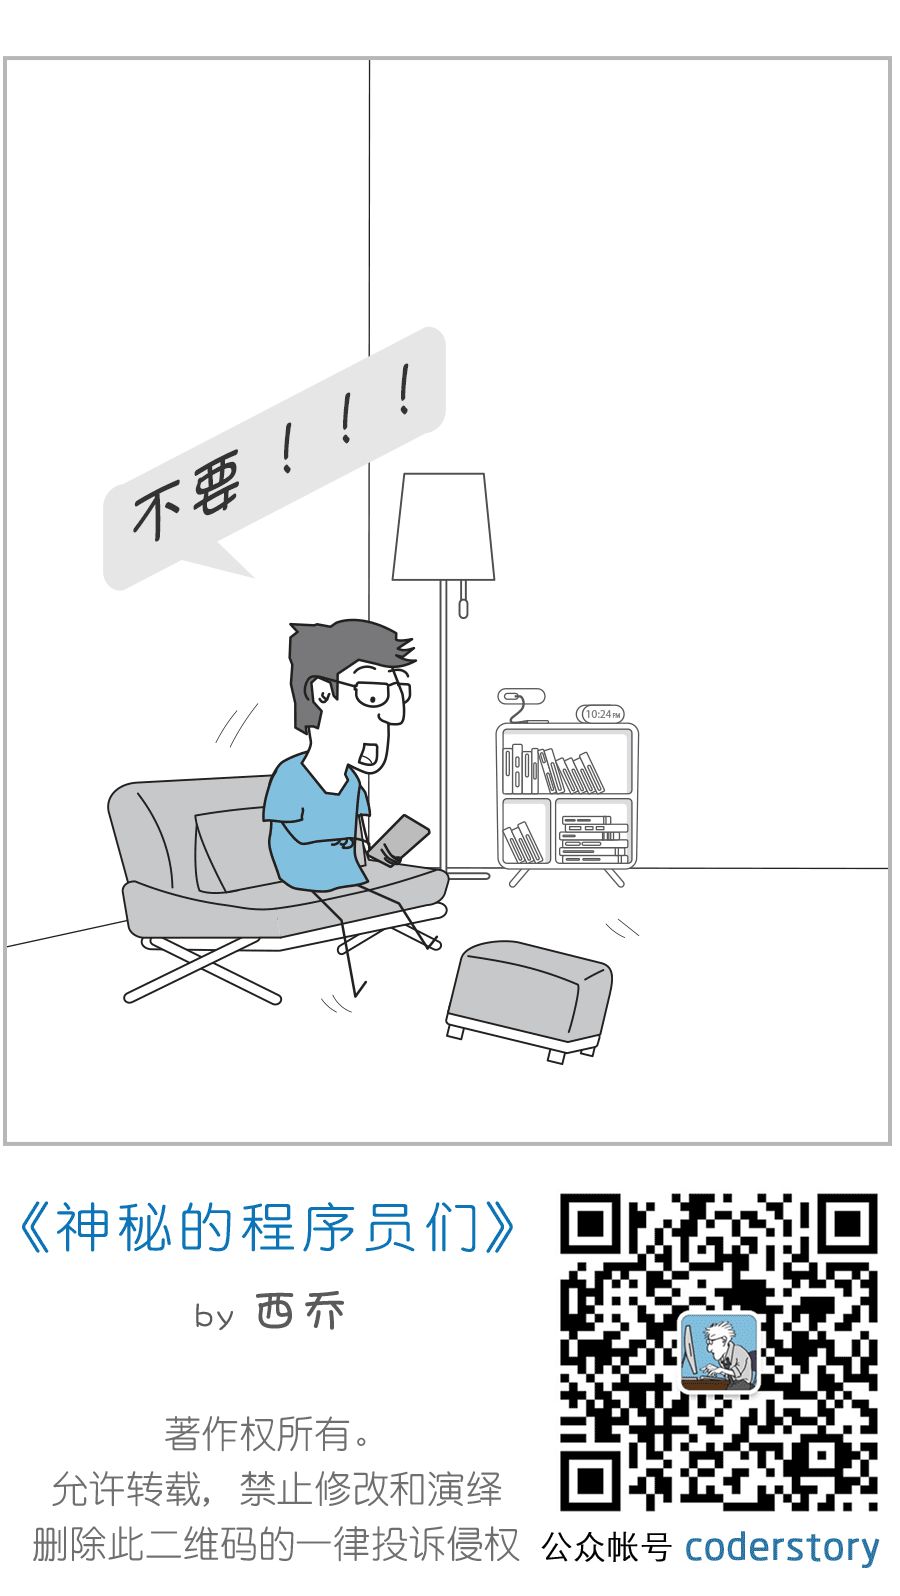 不要！！！
10:24 PM
《神秘的程序员们》
by 西乔
著作权所有。
允许转载，禁止修改和演绎
删除此二维码的一律投诉侵权
公众帐号 coderstory